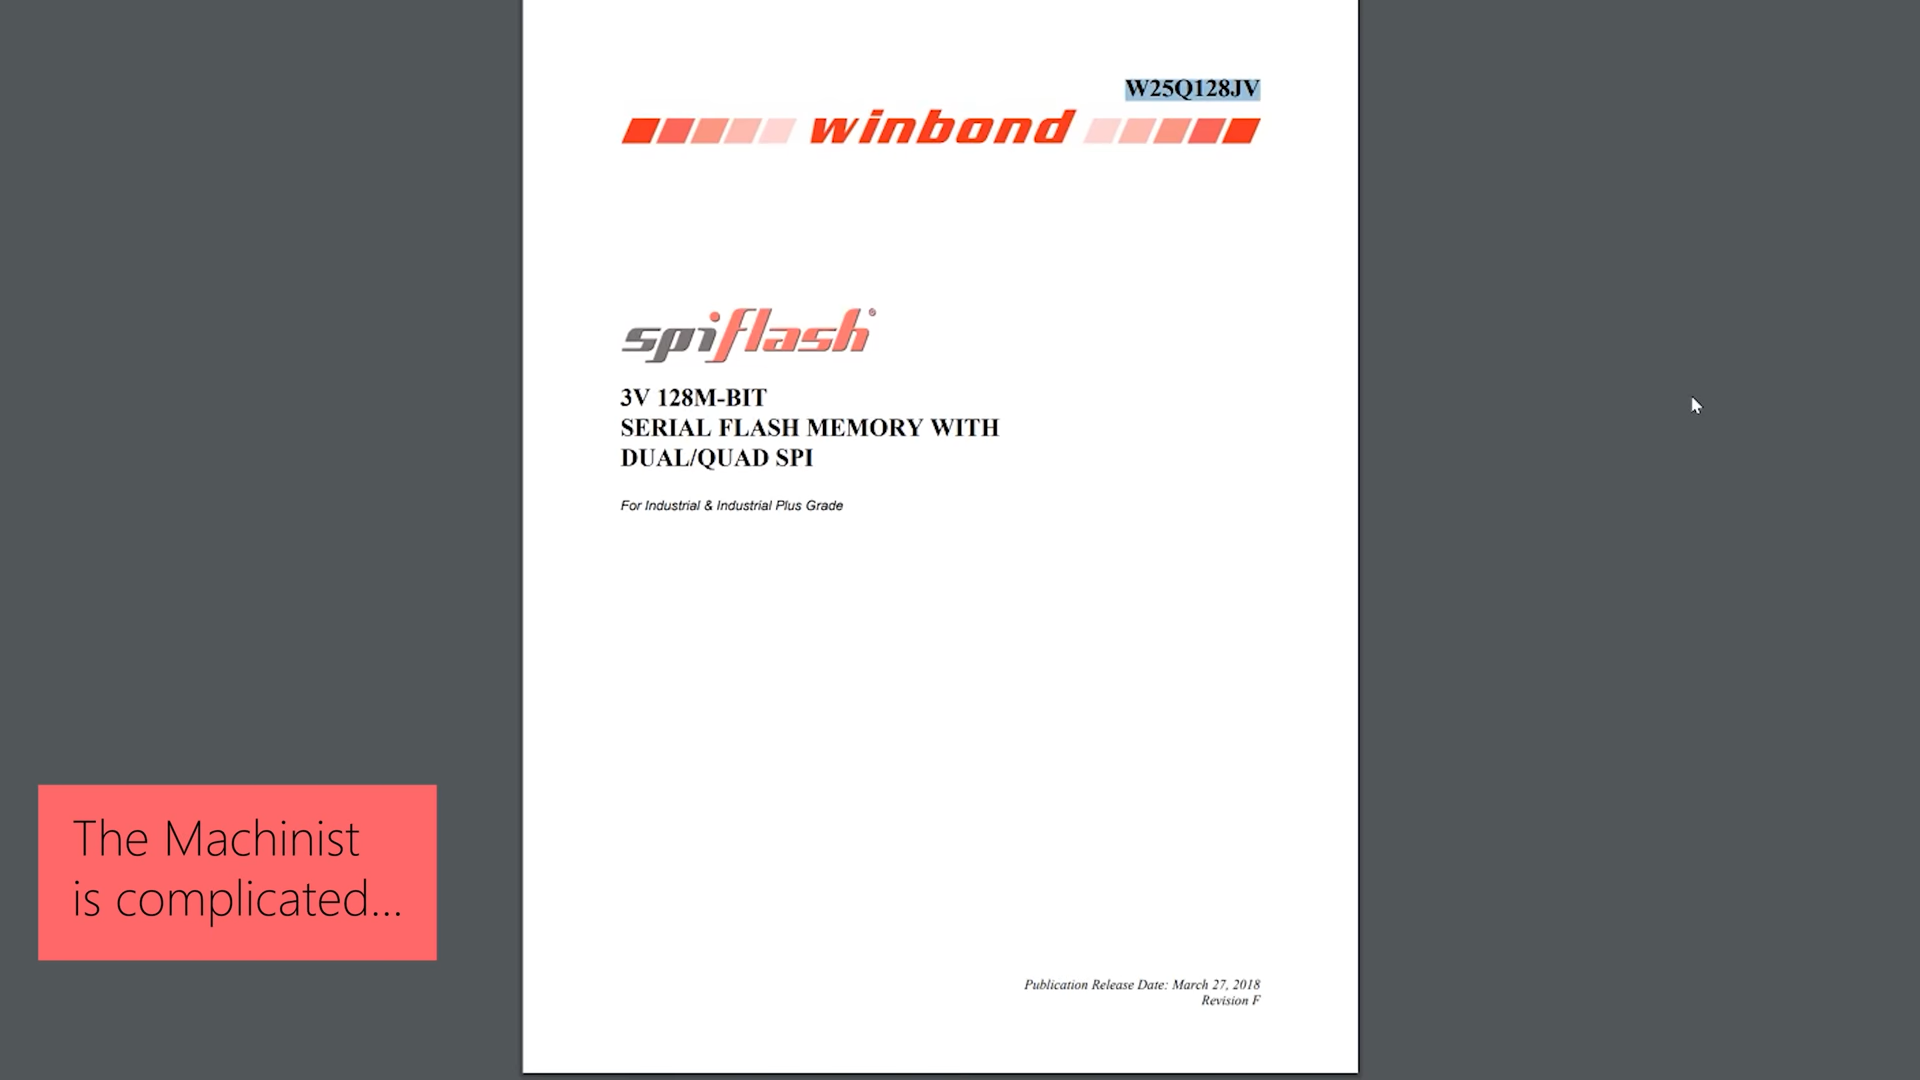 W25Q128JV
winbond
spiflash®
3V 128M-BIT
SERIAL FLASH MEMORY WITH
DUAL/QUAD SPI
For Industrial & Industrial Plus Grade
The Machinist
is complicated...
Publication Release Date: March 27, 2018
Revision F